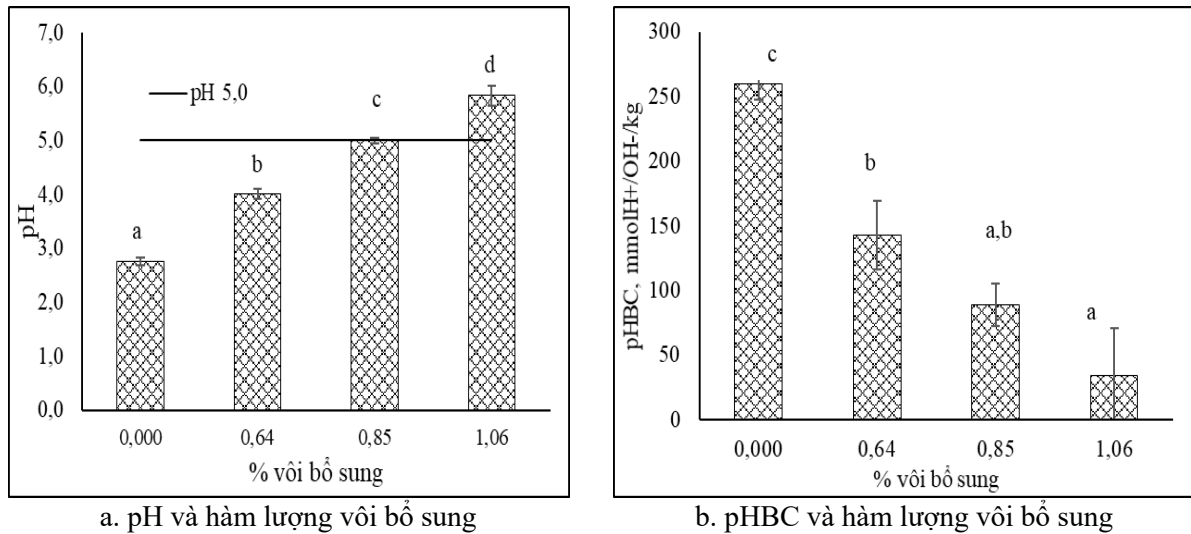 7,0
6,0
5,0
4,0
3,0
2,0
1,0
0,0
pH
pH 5,0
a
b
c
d
0,000
0,64
0,85
1,06
% vôi bổ sung
a. pH và hàm lượng vôi bổ sung
300
250
200
150
100
50
0
pHBC, mmolH+/OH-/kg
c
b
a,b
a
0,000
0,64
0,85
1,06
% vôi bổ sung
b. pHBC và hàm lượng vôi bổ sung